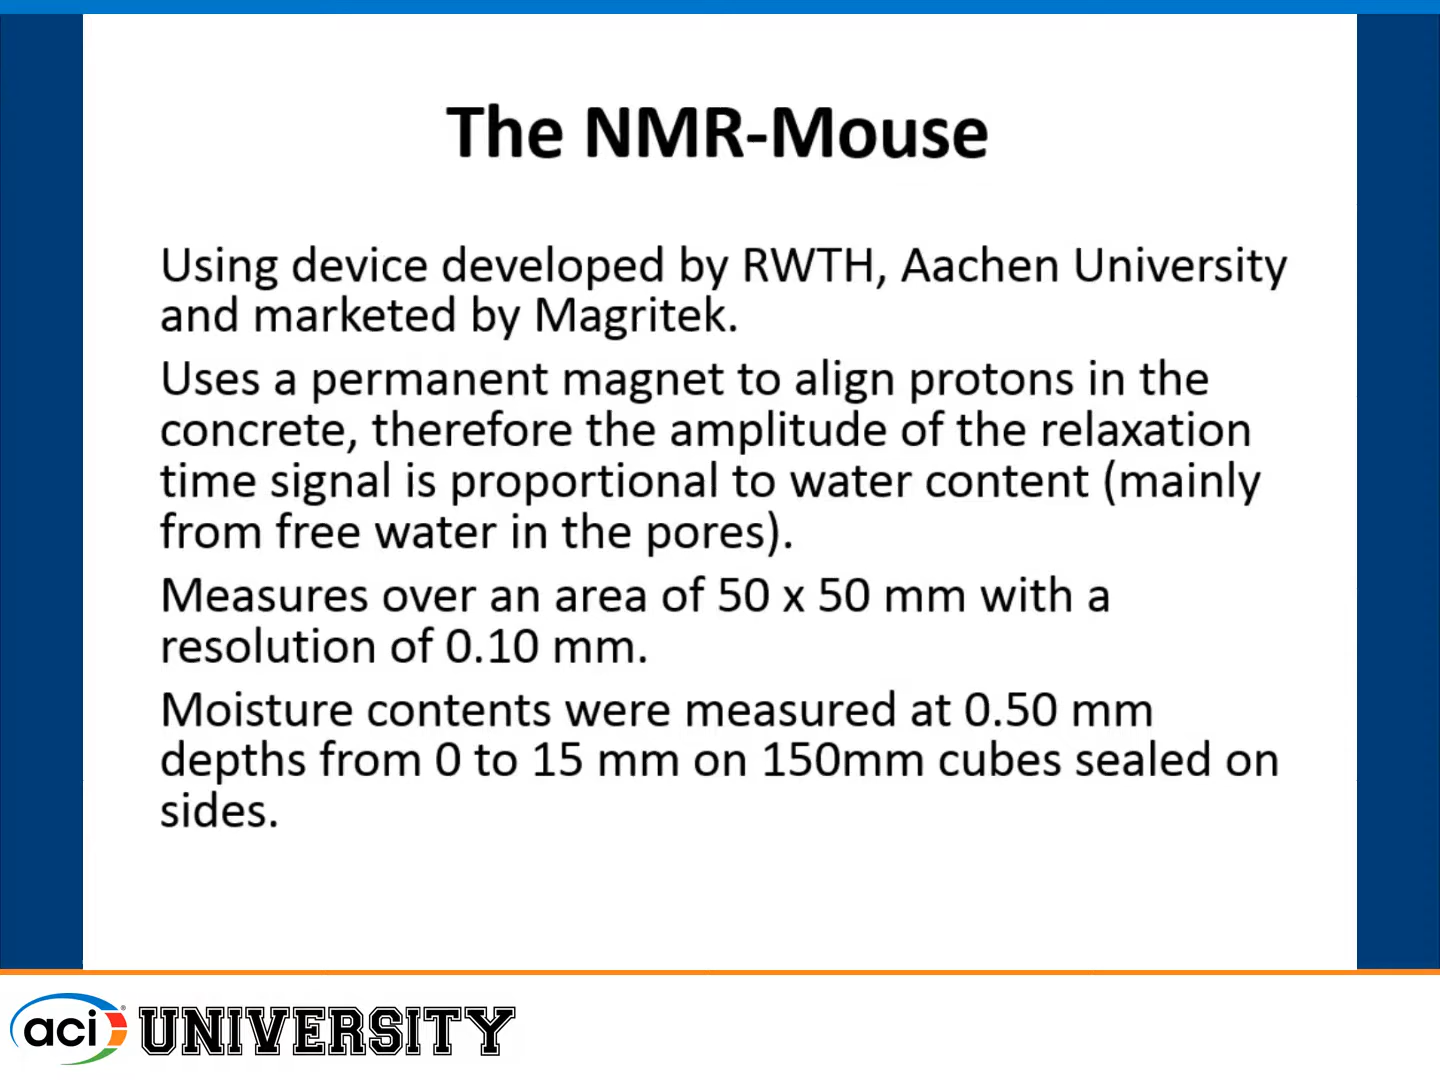 The NMR-Mouse
Using device developed by RWTH, Aachen University
and marketed by Magritek.
Uses a permanent magnet to align protons in the
concrete, therefore the amplitude of the relaxation
time signal is proportional to water content (mainly
from free water in the pores).
Measures over an area of 50 x 50 mm with a
resolution of 0.10 mm.
Moisture contents were measured at 0.50 mm
depths from 0 to 15 mm on 150mm cubes sealed on
sides.
aci UNIVERSITY